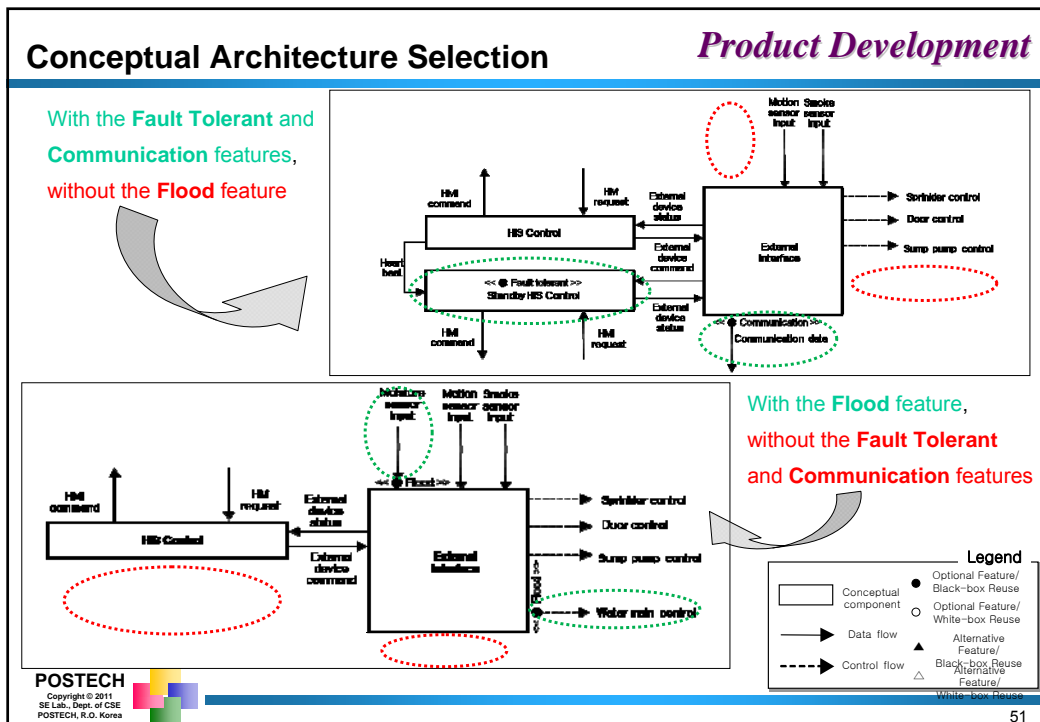 Conceptual Architecture Selection
Product Development
With the Fault Tolerant and
Communication features,
without the Flood feature
Motion
sensor
Input
Smoke
sensor
Input
HMI
command
HMI
request
External
device
status
HIS Control
External
device
command
Heart
beat
<< ● Fault tolerant >>
Standby HIS Control
External
device
status
HMI
command
HMI
request
External
Interface
Sprinkler control
Door control
Sump pump control
<< ● Communication >>
Communication data
Moisture
sensor
Input
Motion
sensor
Input
Smoke
sensor
Input
<< ● Flood >>
HMI
command
HMI
request
External
device
status
HIS Control
External
device
command
External
Interface
Sprinkler control
Door control
Sump pump control
<< ● Flood >>
Water main control
With the Flood feature,
without the Fault Tolerant
and Communication features
Legend
Conceptual
component
Data flow
Control flow
Optional Feature/
Black-box Reuse
Optional Feature/
White-box Reuse
Alternative
Feature/
Black-box Reuse
Alternative
Feature/
White-box Reuse
POSTECH
Copyright © 2011
SE Lab., Dept. of CSE
POSTECH, R.O. Korea
51